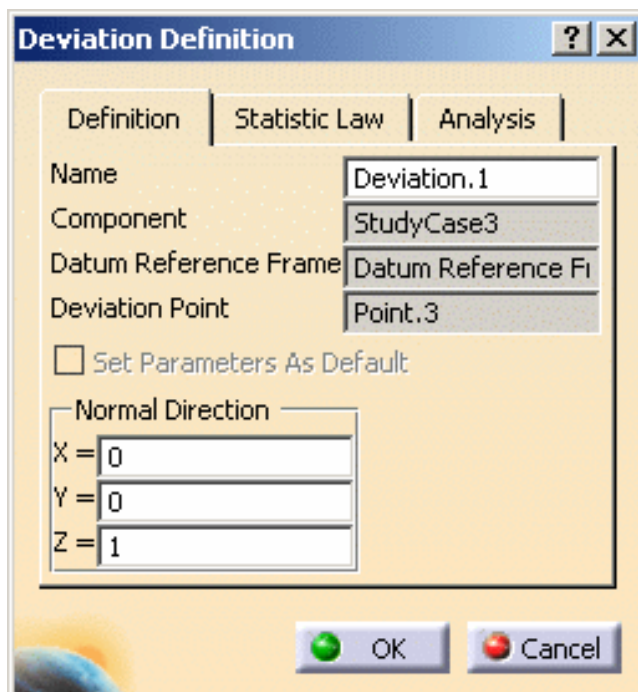 Deviation Definition ? X
Definition Statistic Law Analysis
Name Deviation.1
Component StudyCase3
Datum Reference Frame Datum Reference
Deviation Point Point.3
Set Parameters As Default
Normal Direction
X = 0
Y = 0
Z = 1
OK Cancel